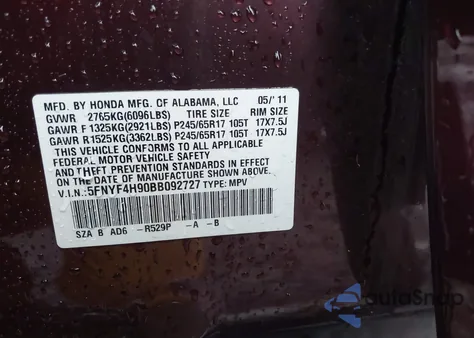 MFD. BY HONDA MFG. OF ALABAMA, LLC 05/'11
GVWR 2765KG(6096LBS) TIRE SIZE RIM SIZE
GAWR F 1325KG(2921LBS) P245/65R17 105T 17X7.5J
GAWR R 1525KG(3362LBS) P245/65R17 105T 17X7.5J
THIS VEHICLE CONFORMS TO ALL APPLICABLE
FEDERAL MOTOR VEHICLE SAFETY
AND THEFT PREVENTION STANDARDS IN EFFECT
ON THE DATE OF MANUFACTURE SHOWN ABOVE.
V.I.N.: 5FNYF4H90BB092727 TYPE: MPV
SZA B AD6 -R529P -A -B
AutoSnap